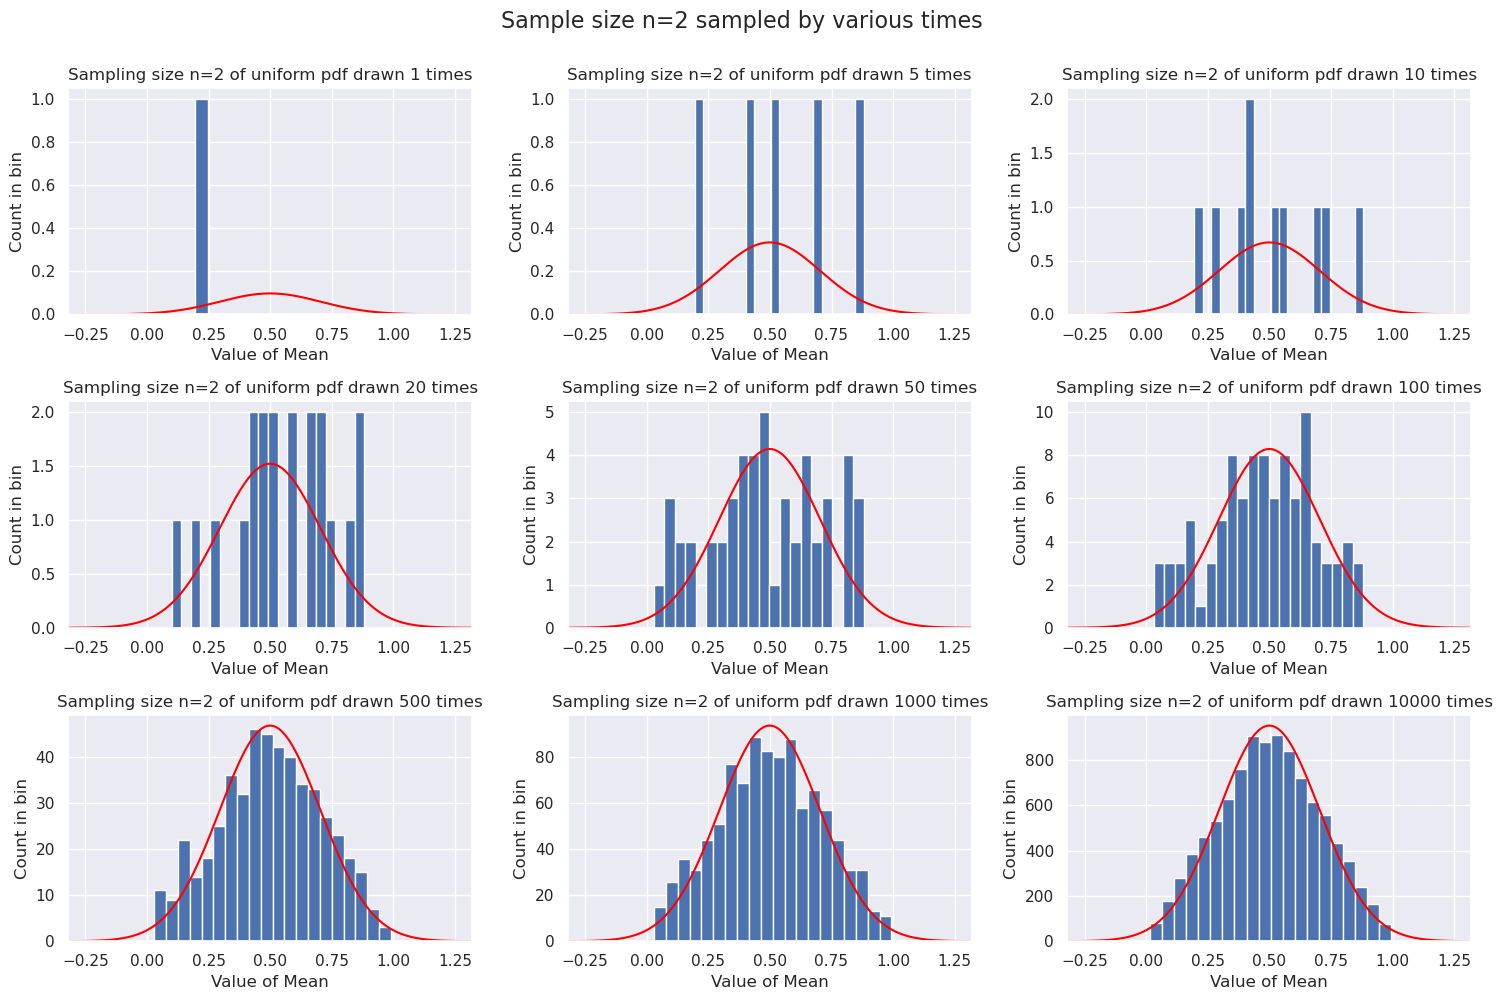 Sample size n=2 sampled by various times
Sampling size n=2 of uniform pdf drawn 1 times
Count in bin
1.0
0.8
0.6
0.4
0.2
0.0
−0.25 0.00 0.25 0.50 0.75 1.00 1.25
Value of Mean
Sampling size n=2 of uniform pdf drawn 5 times
Count in bin
1.0
0.8
0.6
0.4
0.2
0.0
−0.25 0.00 0.25 0.50 0.75 1.00 1.25
Value of Mean
Sampling size n=2 of uniform pdf drawn 10 times
Count in bin
2.0
1.5
1.0
0.5
0.0
−0.25 0.00 0.25 0.50 0.75 1.00 1.25
Value of Mean
Sampling size n=2 of uniform pdf drawn 20 times
Count in bin
2.0
1.5
1.0
0.5
0.0
−0.25 0.00 0.25 0.50 0.75 1.00 1.25
Value of Mean
Sampling size n=2 of uniform pdf drawn 50 times
Count in bin
5
4
3
2
1
0
−0.25 0.00 0.25 0.50 0.75 1.00 1.25
Value of Mean
Sampling size n=2 of uniform pdf drawn 100 times
Count in bin
10
8
6
4
2
0
−0.25 0.00 0.25 0.50 0.75 1.00 1.25
Value of Mean
Sampling size n=2 of uniform pdf drawn 500 times
Count in bin
40
30
20
10
0
−0.25 0.00 0.25 0.50 0.75 1.00 1.25
Value of Mean
Sampling size n=2 of uniform pdf drawn 1000 times
Count in bin
80
60
40
20
0
−0.25 0.00 0.25 0.50 0.75 1.00 1.25
Value of Mean
Sampling size n=2 of uniform pdf drawn 10000 times
Count in bin
800
600
400
200
0
−0.25 0.00 0.25 0.50 0.75 1.00 1.25
Value of Mean